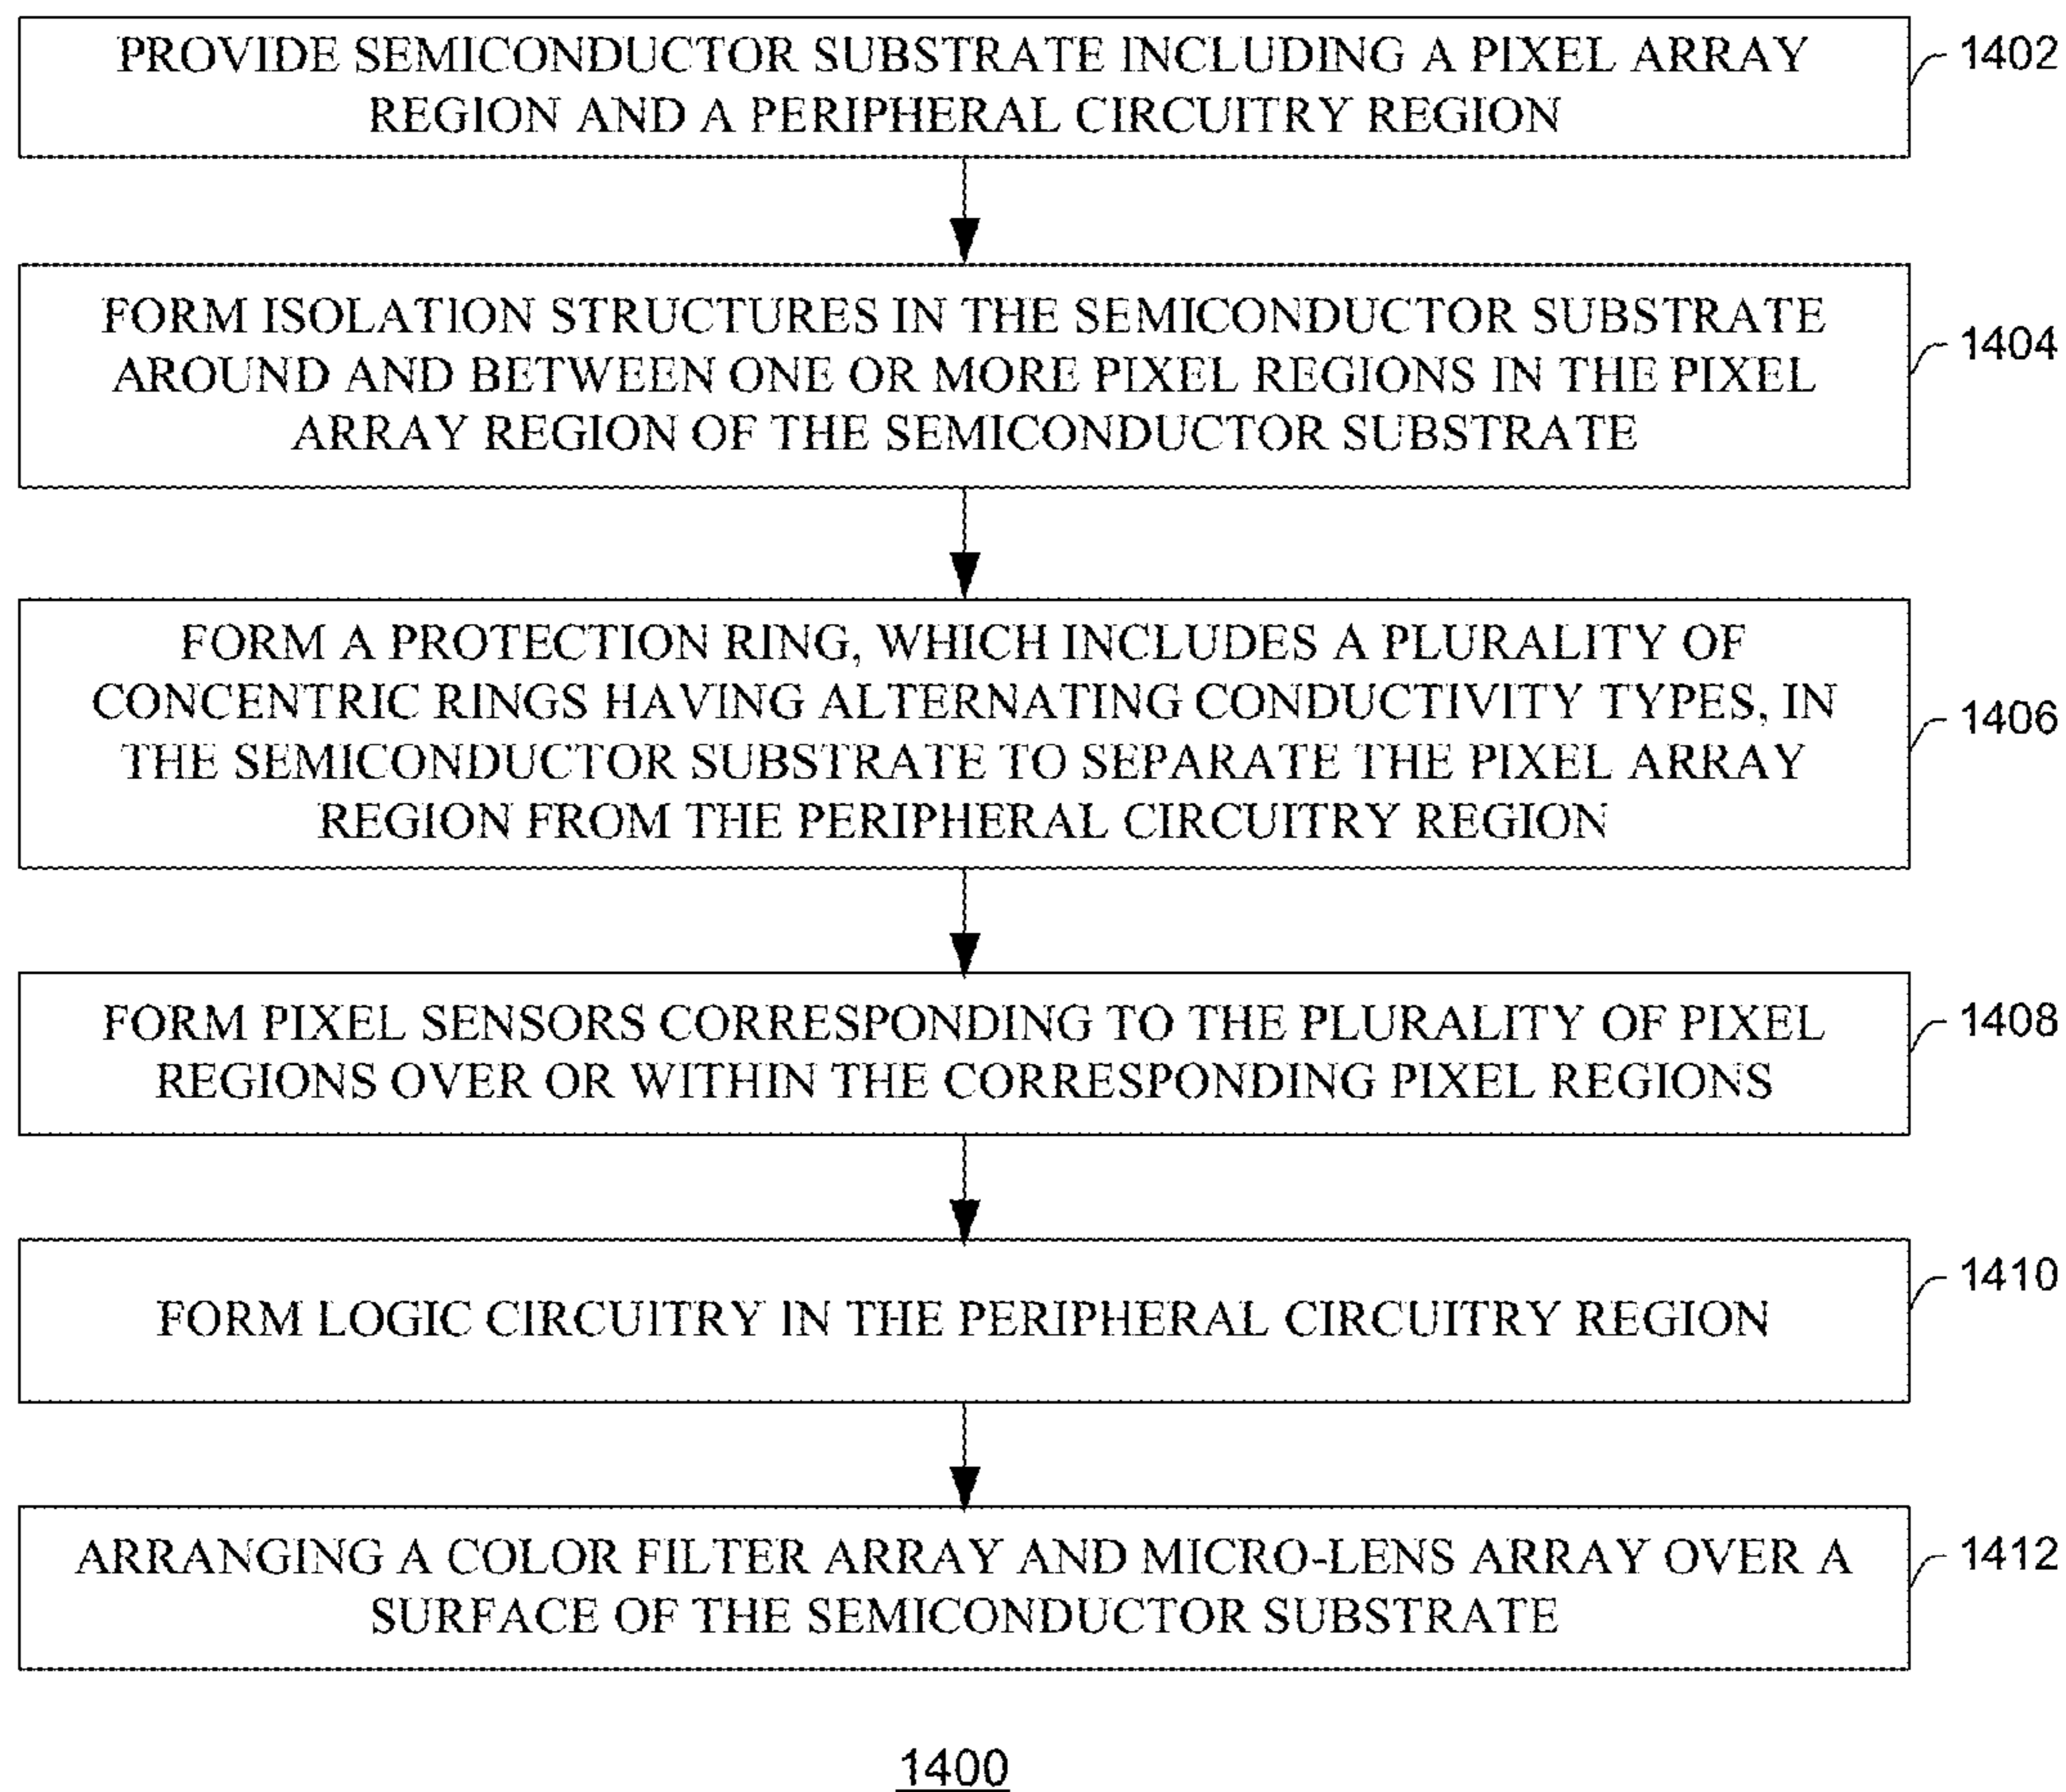 PROVIDE SEMICONDUCTOR SUBSTRATE INCLUDING A PIXEL ARRAY
REGION AND A PERIPHERAL CIRCUITRY REGION
1402
FORM ISOLATION STRUCTURES IN THE SEMICONDUCTOR SUBSTRATE
AROUND AND BETWEEN ONE OR MORE PIXEL REGIONS IN THE PIXEL
ARRAY REGION OF THE SEMICONDUCTOR SUBSTRATE
1404
FORM A PROTECTION RING, WHICH INCLUDES A PLURALITY OF
CONCENTRIC RINGS HAVING ALTERNATING CONDUCTIVITY TYPES, IN
THE SEMICONDUCTOR SUBSTRATE TO SEPARATE THE PIXEL ARRAY
REGION FROM THE PERIPHERAL CIRCUITRY REGION
1406
FORM PIXEL SENSORS CORRESPONDING TO THE PLURALITY OF PIXEL
REGIONS OVER OR WITHIN THE CORRESPONDING PIXEL REGIONS
1408
FORM LOGIC CIRCUITRY IN THE PERIPHERAL CIRCUITRY REGION
1410
ARRANGING A COLOR FILTER ARRAY AND MICRO-LENS ARRAY OVER A
SURFACE OF THE SEMICONDUCTOR SUBSTRATE
1412
1400